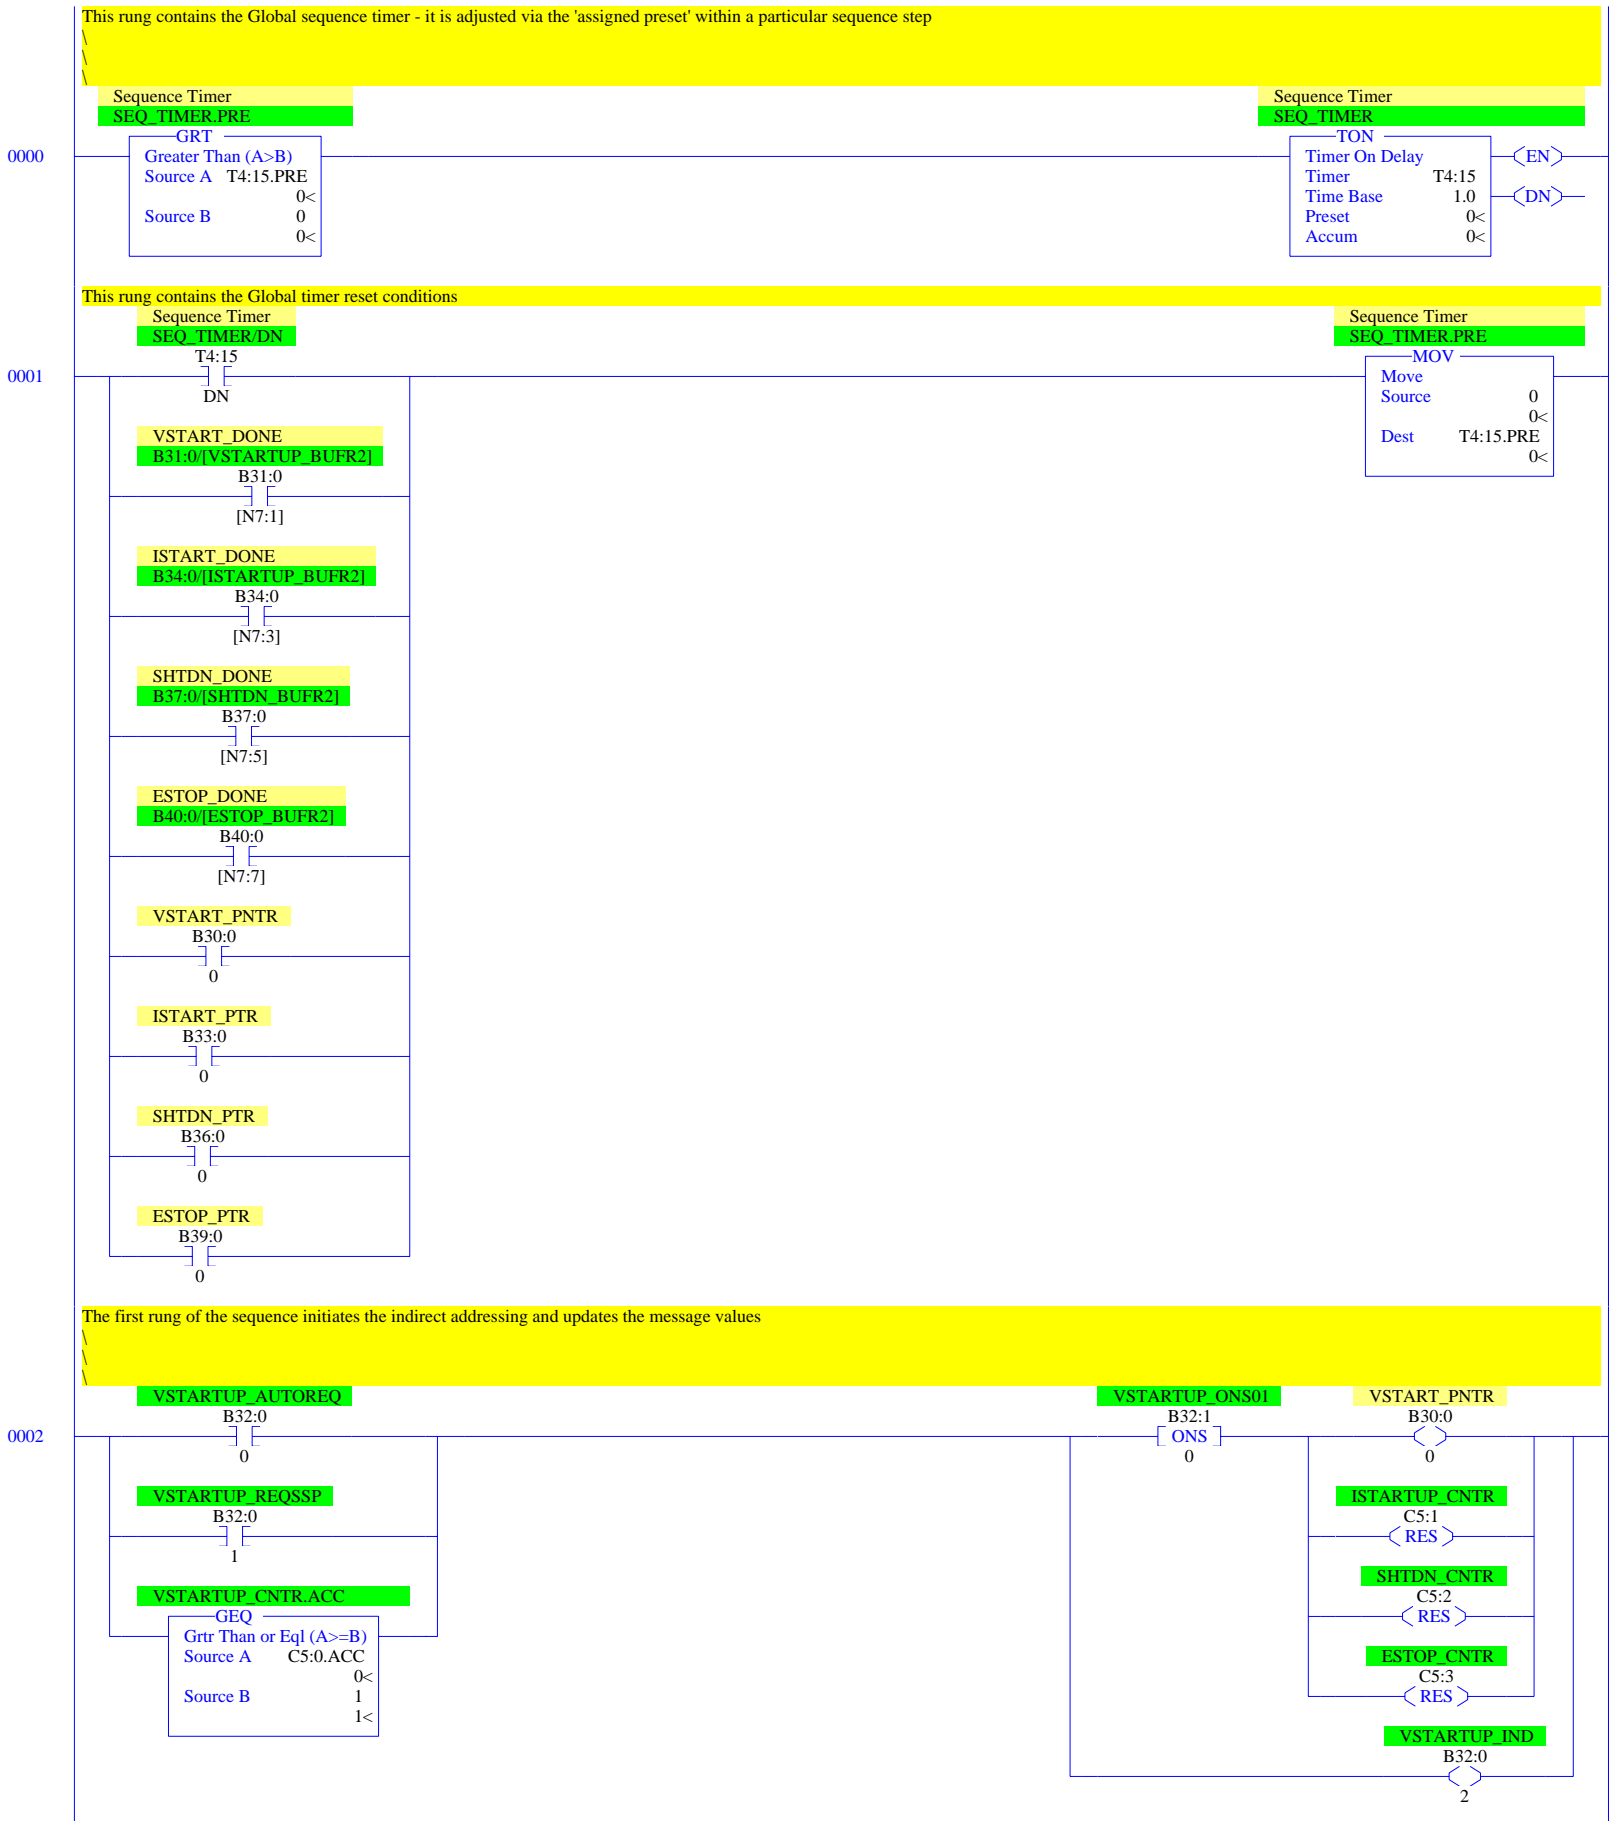 This rung contains the Global sequence timer - it is adjusted via the 'assigned preset' within a particular sequence step
\
\
\
Sequence Timer
SEQ_TIMER.PRE
GRT
Greater Than (A>B)
Source A T4:15.PRE
0<
Source B 0
0<
0000
Sequence Timer
SEQ_TIMER
TON
Timer On Delay
Timer T4:15
Time Base 1.0
Preset 0<
Accum 0<
EN
DN
This rung contains the Global timer reset conditions
Sequence Timer
SEQ_TIMER/DN
T4:15
DN
0001
Sequence Timer
SEQ_TIMER.PRE
MOV
Move
Source 0
0<
Dest T4:15.PRE
0<
VSTART_DONE
B31:0/[VSTARTUP_BUFR2]
B31:0
[N7:1]
ISTART_DONE
B34:0/[ISTARTUP_BUFR2]
B34:0
[N7:3]
SHTDN_DONE
B37:0/[SHTDN_BUFR2]
B37:0
[N7:5]
ESTOP_DONE
B40:0/[ESTOP_BUFR2]
B40:0
[N7:7]
VSTART_PNTR
B30:0
0
ISTART_PTR
B33:0
0
SHTDN_PTR
B36:0
0
ESTOP_PTR
B39:0
0
The first rung of the sequence initiates the indirect addressing and updates the message values
\
\
\
VSTARTUP_AUTOREQ
B32:0
0
0002
VSTARTUP_REQSSP
B32:0
1
VSTARTUP_CNTR.ACC
GEQ
Grtr Than or Eql (A>=B)
Source A C5:0.ACC
0<
Source B 1
1<
VSTARTUP_ONS01
B32:1
ONS
0
VSTART_PNTR
B30:0
0
ISTARTUP_CNTR
C5:1
RES
SHTDN_CNTR
C5:2
RES
ESTOP_CNTR
C5:3
RES
VSTARTUP_IND
B32:0
2